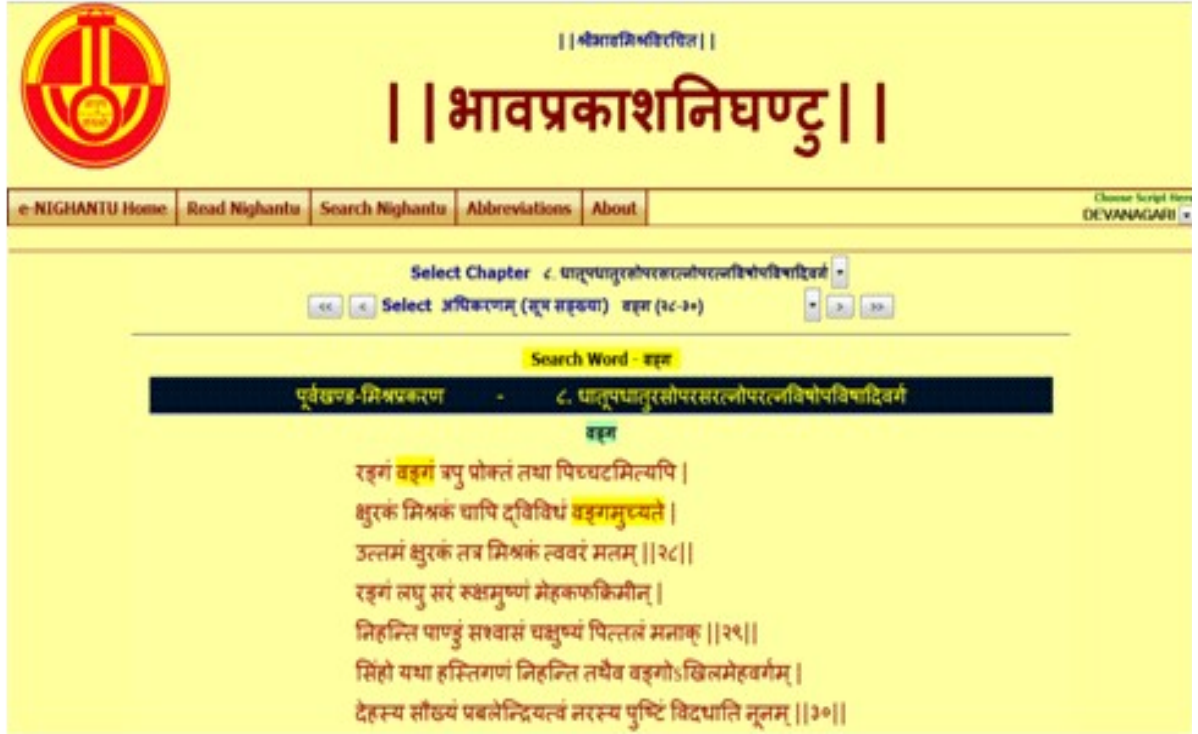 ||श्रीभावमिश्रविरचित||
||भावप्रकाशनिघण्टु||
e-NIGHANTU Home Read Nighantu Search Nighantu Abbreviations About
Choose Script Here
DEVANAGARI
Select Chapter ८. धातूपधातुरसोपरसरत्नोपरत्नविषोपविषादिवर्ग
<< < Select अधिकरणम् (सूत्र सङ्ख्या) वङ्ग (२८-३०) > >>
Search Word - वङ्ग
पूर्वखण्ड-मिश्रप्रकरण - ८. धातूपधातुरसोपरसरत्नोपरत्नविषोपविषादिवर्ग
वङ्ग
रङ्गं वङ्गं त्रपु प्रोक्तं तथा पिच्चटमित्यपि |
क्षुरकं मिश्रकं चापि द्विविधं वङ्गमुच्यते |
उत्तमं क्षुरकं तत्र मिश्रकं त्ववरं मतम् ||२८||
रङ्गं लघु सरं रूक्षमुष्णं मेहकफक्रिमीन् |
निहन्ति पाण्डुं सश्वासं चक्षुष्यं पित्तलं मनाक् ||२९||
सिंहो यथा हस्तिगणं निहन्ति तथैव वङ्गोऽखिलमेहवर्गम् |
देहस्य सौख्यं प्रबलेन्द्रियत्वं नरस्य पुष्टिं विदधाति नूनम् ||३०||